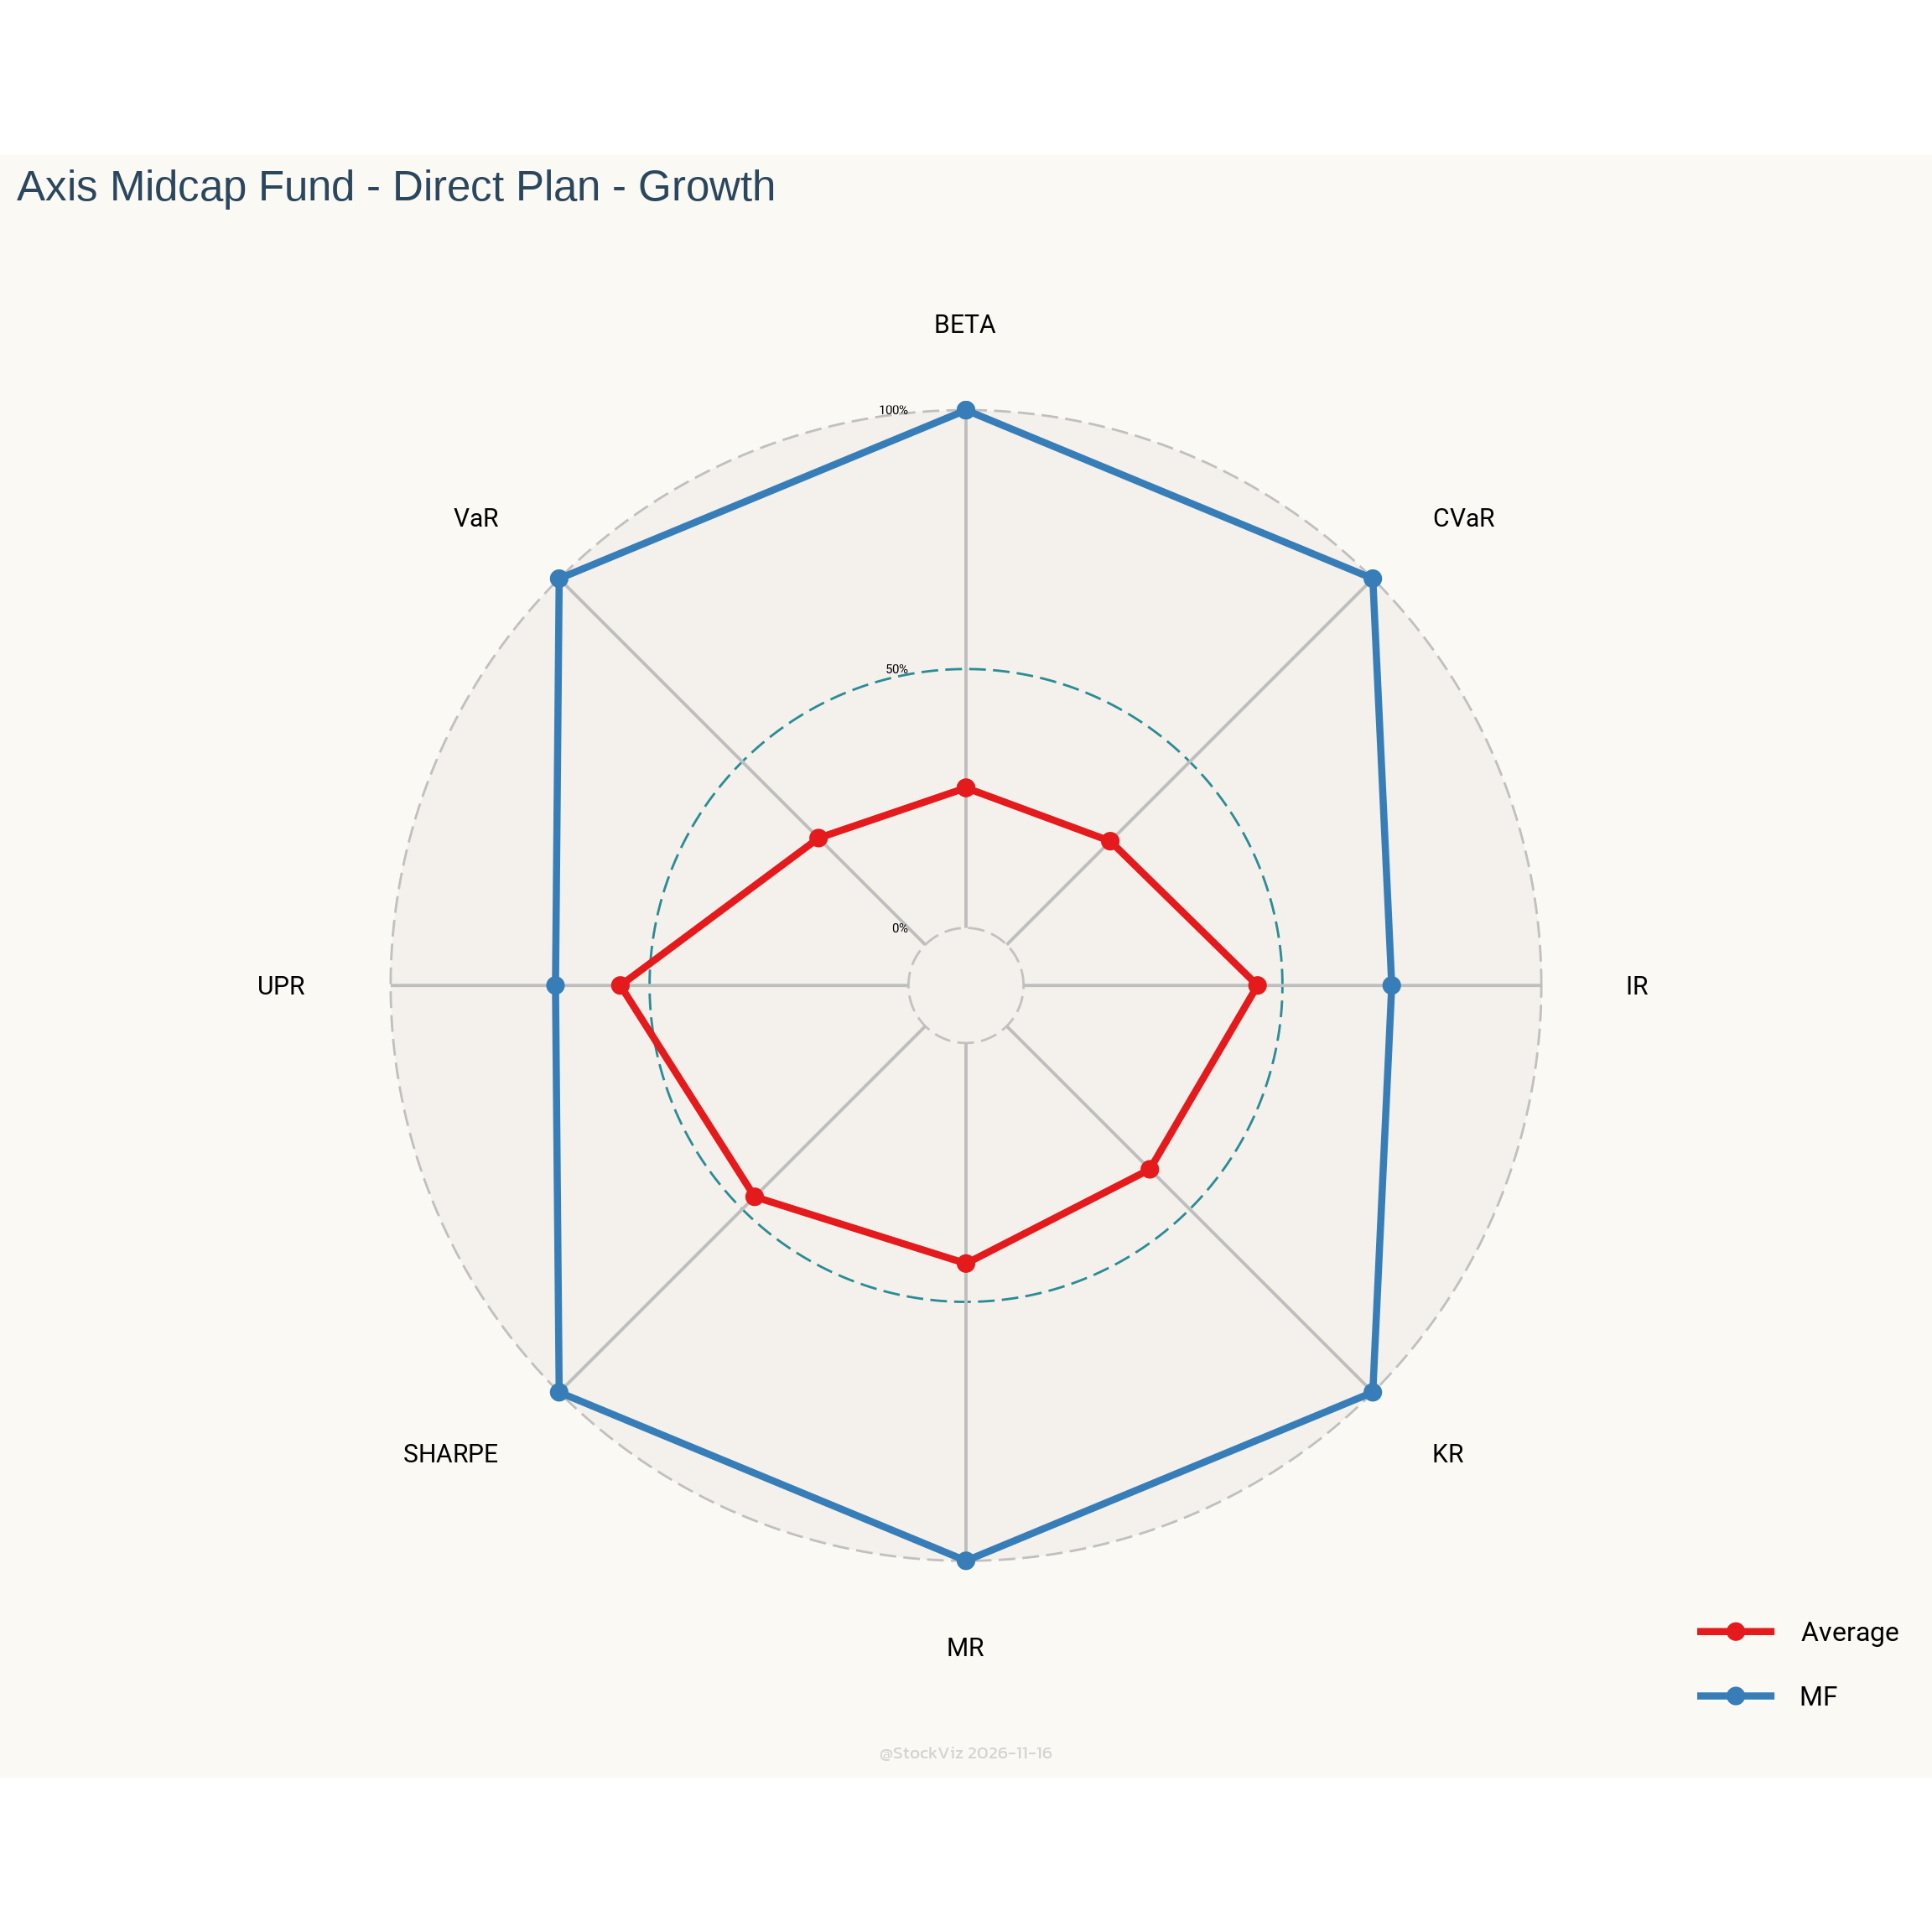 Axis Midcap Fund - Direct Plan - Growth
BETA
100%
VaR
CVaR
50%
0%
UPR
IR
SHARPE
KR
MR
Average
MF
@StockViz 2026-11-16